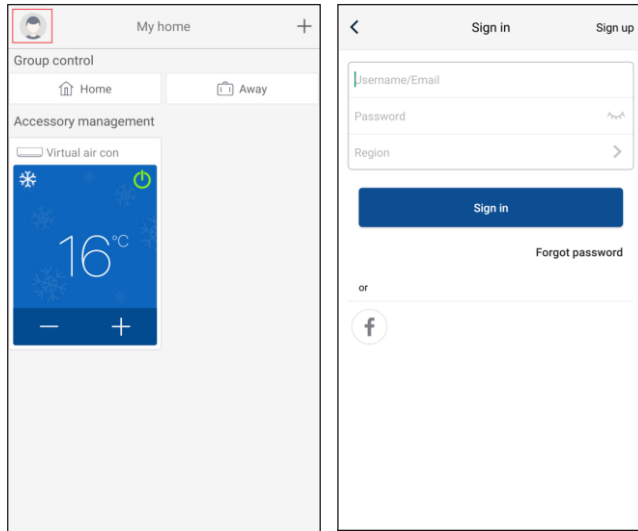 My home
Group control
Home
Away
Accessory management
Virtual air con
16°C
Sign in
Sign up
Username/Email
Password
Region
Sign in
Forgot password
or